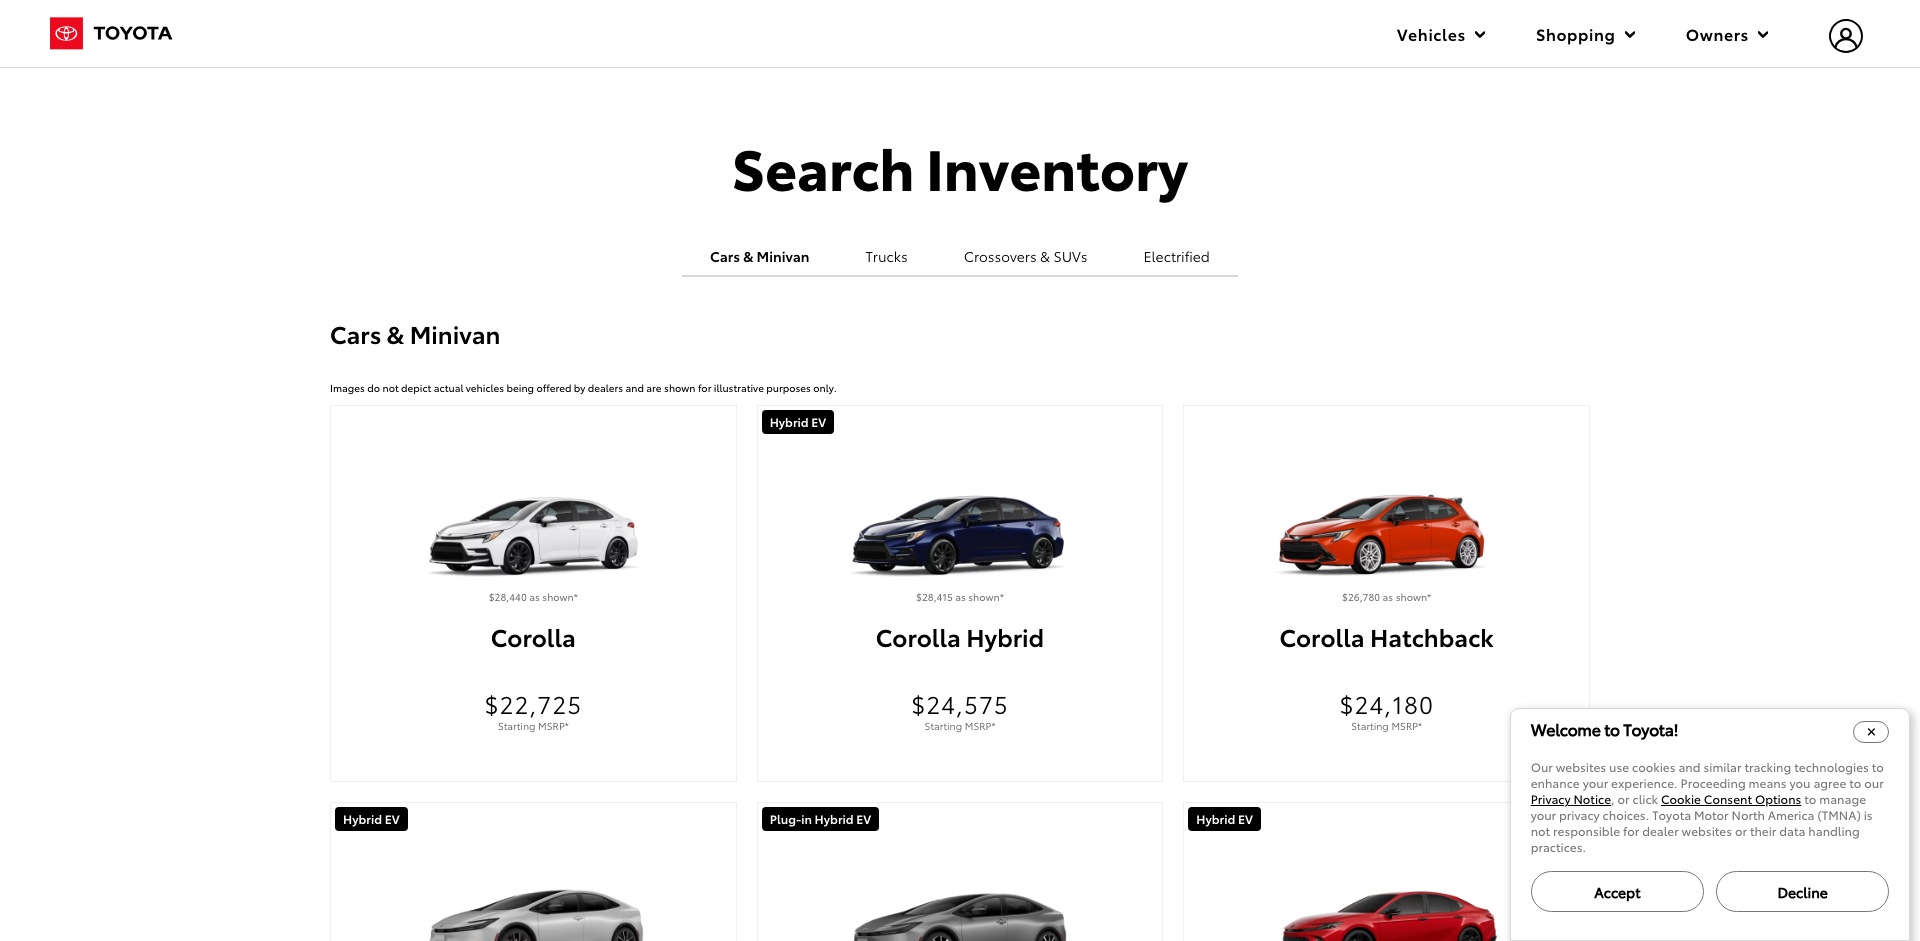 TOYOTA
Vehicles
Shopping
Owners
Search Inventory
Cars & Minivan
Trucks
Crossovers & SUVs
Electrified
Cars & Minivan
Images do not depict actual vehicles being offered by dealers and are shown for illustrative purposes only.
$28,440 as shown*
Corolla
$22,725
Starting MSRP*
Hybrid EV
$28,415 as shown*
Corolla Hybrid
$24,575
Starting MSRP*
$26,780 as shown*
Corolla Hatchback
$24,180
Starting MSRP*
Hybrid EV
Plug-in Hybrid EV
Hybrid EV
Welcome to Toyota!
Our websites use cookies and similar tracking technologies to
enhance your experience. Proceeding means you agree to our
Privacy Notice, or click Cookie Consent Options to manage
your privacy choices. Toyota Motor North America (TMNA) is
not responsible for dealer websites or their data handling
practices.
Accept
Decline